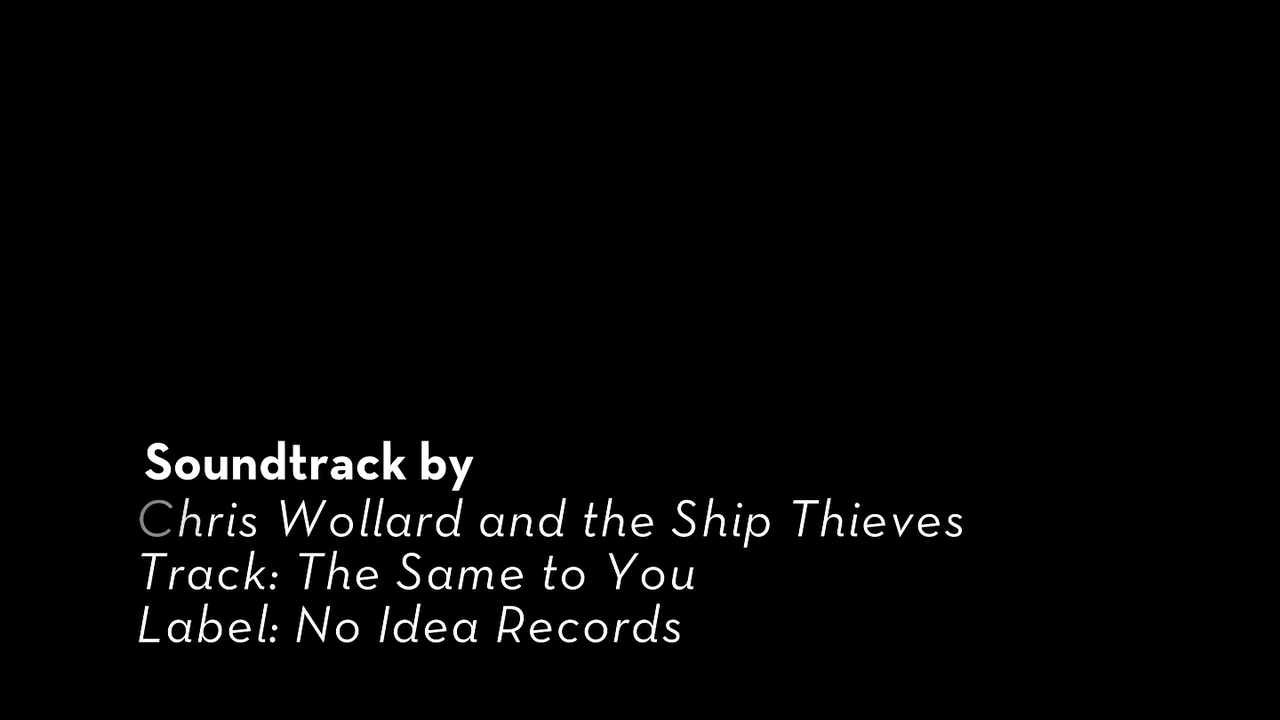 Soundtrack by
Chris Wollard and the Ship Thieves
Track: The Same to You
Label: No Idea Records